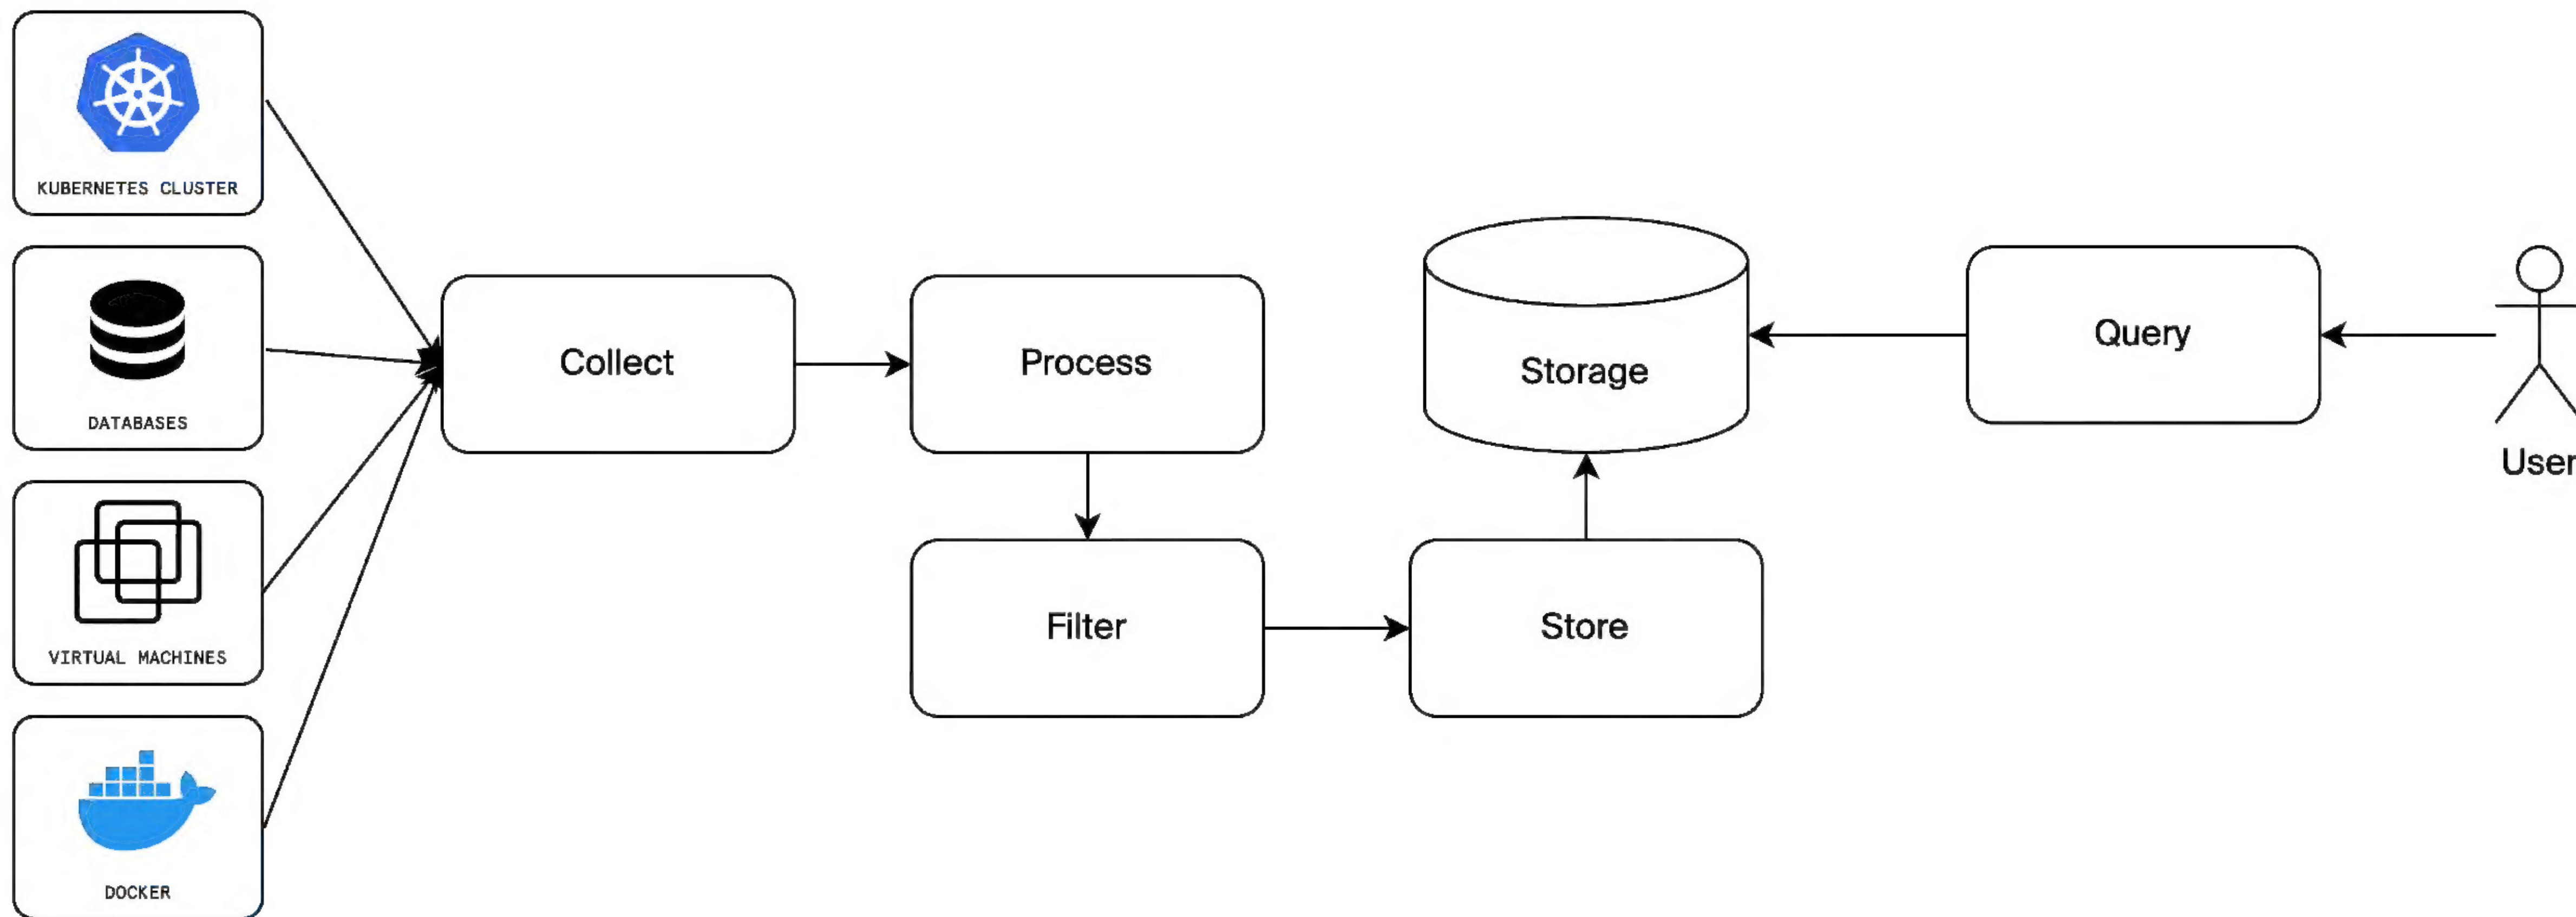 KUBERNETES CLUSTER
DATABASES
VIRTUAL MACHINES
DOCKER
Collect
Process
Filter
Store
Storage
Query
User